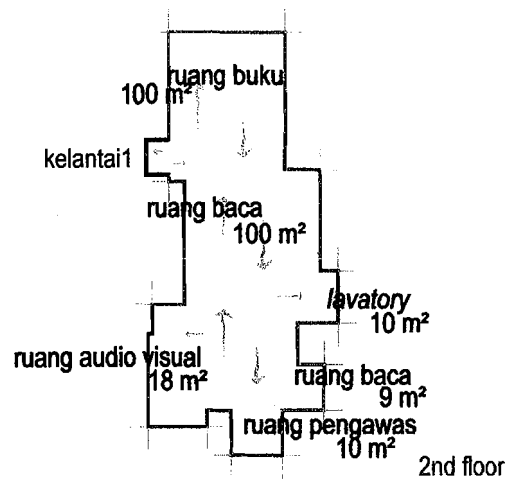 ruang buku
100 m²
kelantai1
ruang baca
100 m²
lavatory
10 m²
ruang audio visual
18 m²
ruang baca
9 m²
ruang pengawas
10 m²
2nd floor